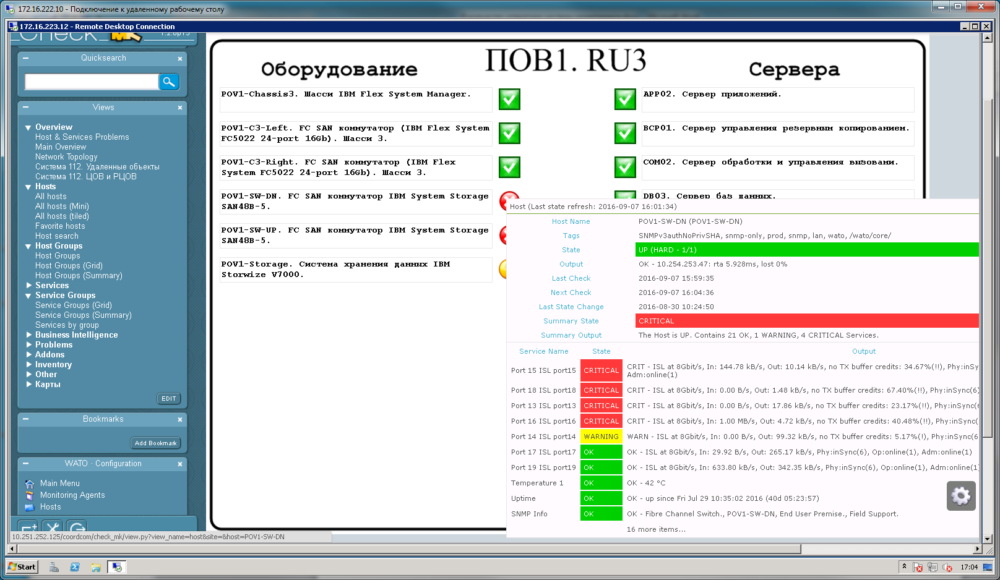 172.16.222.10 - Подключение к удаленному рабочему столу
172.16.223.12 - Remote Desktop Connection
Check
Quicksearch
Views
Overview
Host & Services Problems
Main Overview
Network Topology
Система 112. Удаленные объекты
Система 112. ЦОВ и РЦОВ
Hosts
All hosts
All hosts (Mini)
All hosts (tiled)
Favorite hosts
Host search
Host Groups
Host Groups
Host Groups (Grid)
Host Groups (Summary)
Services
Service Groups
Service Groups (Grid)
Service Groups (Summary)
Services by group
Business Intelligence
Problems
Addons
Inventory
Other
Карты
EDIT
Bookmarks
Add Bookmark
WATO · Configuration
Main Menu
Monitoring Agents
Hosts
10.251.252.125/coordcom/check_mk/view.py?view_name=host&site=&host=POV1-SW-DN
ПОВ1. RU3
Оборудование
POV1-Chassis3. Шасси IBM Flex System Manager.
POV1-C3-Left. FC SAN коммутатор (IBM Flex System
FC5022 24-port 16Gb). Шасси 3.
POV1-C3-Right. FC SAN коммутатор (IBM Flex
System FC5022 24-port 16Gb). Шасси 3.
POV1-SW-DN. FC SAN коммутатор IBM System Storage
SAN48B-5.
POV1-SW-UP. FC SAN коммутатор IBM System Storage
SAN48B-5.
POV1-Storage. Система хранения данных IBM
Storwize V7000.
Сервера
APP02. Сервер приложений.
BCP01. Сервер управления резервным копированием.
COM02. Сервер обработки и управления вызовами.
DB03. Сервер баз данных.
Host (Last state refresh: 2016-09-07 16:01:34)
Host Name POV1-SW-DN (POV1-SW-DN)
Tags SNMPv3authNoPrivSHA, snmp-only, prod, snmp, lan, wato, /wato/core/
State UP (HARD - 1/1)
Output OK - 10.254.253.47: rta 5.928ms, lost 0%
Last Check 2016-09-07 15:59:35
Next Check 2016-09-07 16:04:36
Last State Change 2016-08-30 10:24:50
Summary State CRITICAL
Summary Output The Host is UP. Contains 21 OK, 1 WARNING, 4 CRITICAL Services.
Service Name State Output
Port 15 ISL port15 CRITICAL CRIT - ISL at 8Gbit/s, In: 144.78 kB/s, Out: 10.14 kB/s, no TX buffer credits: 34.67%(!!), Phy:inSy
Adm:online(1)
Port 18 ISL port18 CRITICAL CRIT - ISL at 8Gbit/s, In: 0.00 B/s, Out: 1.48 kB/s, no TX buffer credits: 67.40%(!!), Phy:inSync(6)
Port 13 ISL port13 CRITICAL CRIT - ISL at 8Gbit/s, In: 0.00 B/s, Out: 17.86 kB/s, no TX buffer credits: 23.17%(!!), Phy:inSync(6
Port 16 ISL port16 CRITICAL CRIT - ISL at 8Gbit/s, In: 1.00 MB/s, Out: 4.72 kB/s, no TX buffer credits: 40.48%(!!), Phy:inSync(
Port 14 ISL port14 WARNING WARN - ISL at 8Gbit/s, In: 0.00 B/s, Out: 99.32 kB/s, no TX buffer credits: 5.17%(!), Phy:inSync(6
Port 17 ISL port17 OK OK - ISL at 8Gbit/s, In: 29.92 B/s, Out: 265.17 kB/s, Phy:inSync(6), Op:online(1), Adm:online(1)
Port 19 ISL port19 OK OK - ISL at 8Gbit/s, In: 633.80 kB/s, Out: 342.35 kB/s, Phy:inSync(6), Op:online(1), Adm:online(1)
Temperature 1 OK OK - 42 °C
Uptime OK OK - up since Fri Jul 29 10:35:02 2016 (40d 05:23:57)
SNMP Info OK OK - Fibre Channel Switch., POV1-SW-DN, End User Premise., Field Support.
16 more items...
Start
17:04